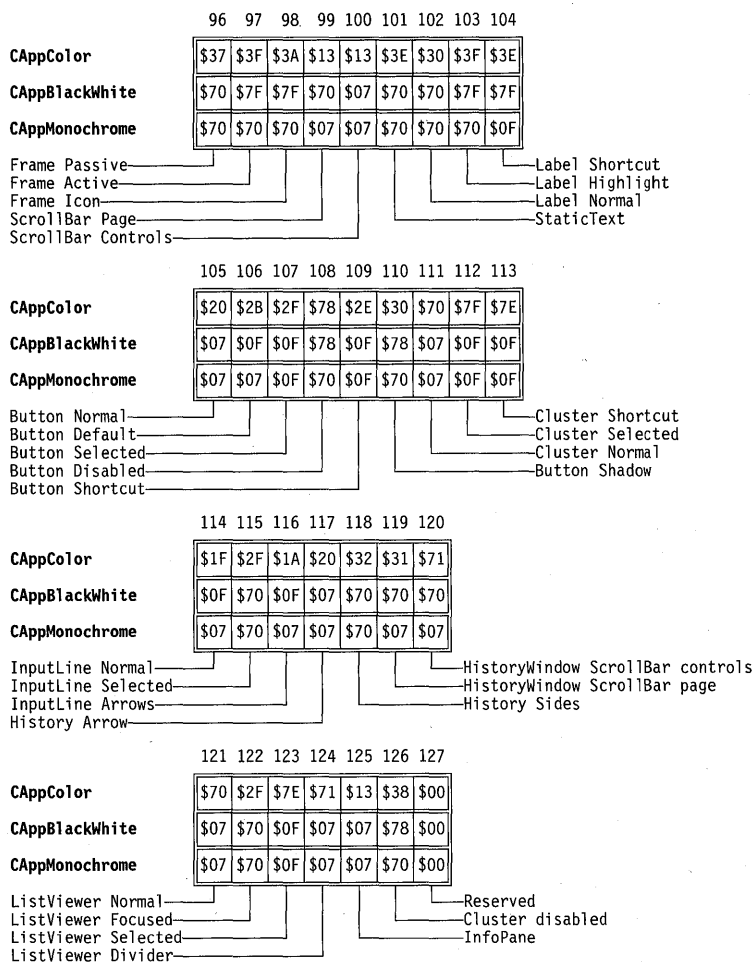 96 97 98 99 100 101 102 103 104
CAppColor $37 $3F $3A $13 $13 $3E $30 $3F $3E
CAppBlackWhite $70 $7F $7F $70 $07 $70 $70 $7F $7F
CAppMonochrome $70 $70 $70 $07 $07 $70 $70 $70 $0F
Frame Passive Label Shortcut
Frame Active Label Highlight
Frame Icon Label Normal
ScrollBar Page StaticText
ScrollBar Controls
105 106 107 108 109 110 111 112 113
CAppColor $20 $2B $2F $78 $2E $30 $70 $7F $7E
CAppBlackWhite $07 $0F $0F $78 $0F $78 $07 $0F $0F
CAppMonochrome $07 $07 $0F $70 $0F $70 $07 $0F $0F
Button Normal Cluster Shortcut
Button Default Cluster Selected
Button Selected Cluster Normal
Button Disabled Button Shadow
Button Shortcut
114 115 116 117 118 119 120
CAppColor $1F $2F $1A $20 $32 $31 $71
CAppBlackWhite $0F $70 $0F $07 $70 $70 $70
CAppMonochrome $07 $70 $07 $07 $70 $07 $07
InputLine Normal HistoryWindow ScrollBar controls
InputLine Selected HistoryWindow ScrollBar page
InputLine Arrows History Sides
History Arrow
121 122 123 124 125 126 127
CAppColor $70 $2F $7E $71 $13 $38 $00
CAppBlackWhite $07 $70 $0F $07 $07 $78 $00
CAppMonochrome $07 $70 $0F $07 $07 $70 $00
ListViewer Normal Reserved
ListViewer Focused Cluster disabled
ListViewer Selected InfoPane
ListViewer Divider